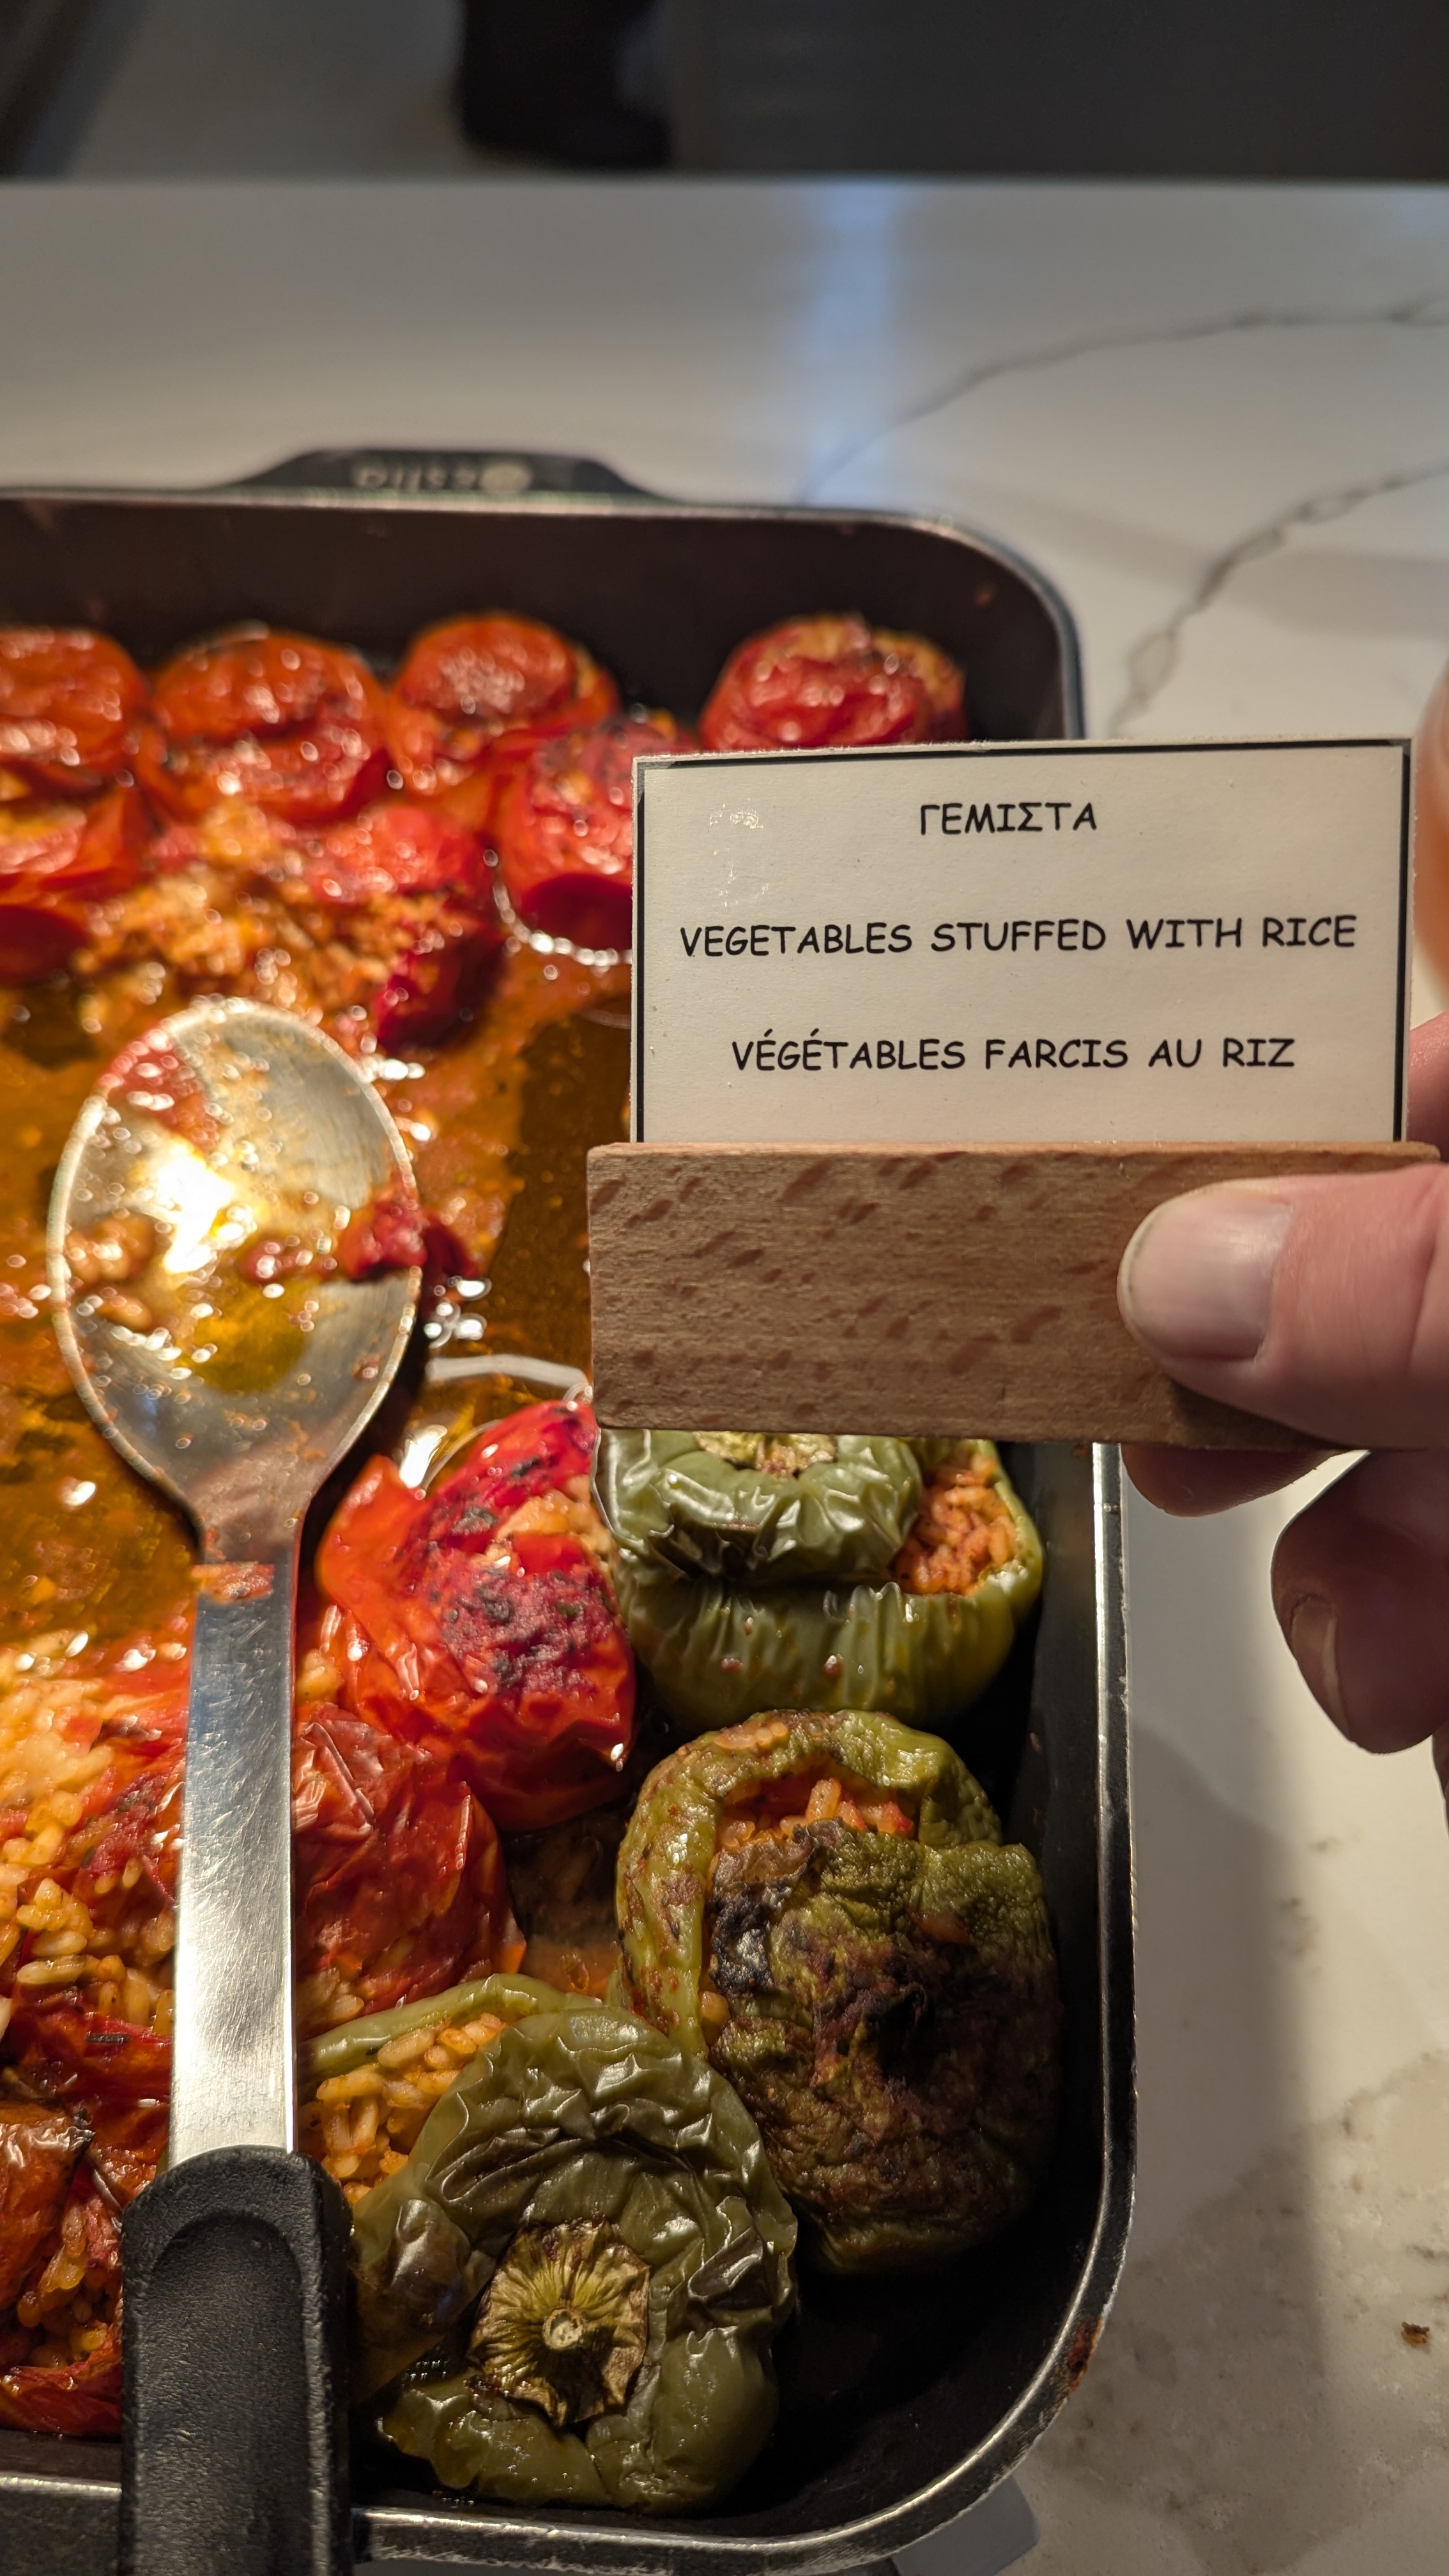 ΓΕΜΙΣΤΑ
VEGETABLES STUFFED WITH RICE
VÉGÉTABLES FARCIS AU RIZ